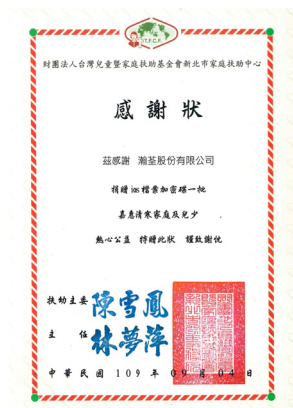 T.F.C.F.
財團法人台灣兒童暨家庭扶助基金會新北市家庭扶助中心
感謝狀
茲感謝 瀚荃股份有限公司
捐贈 ios 檔案加密碟一批
嘉惠清寒家庭及兒少 .
熱心公益 特贈此狀 謹致謝忱
扶幼主委 陳雪鳳
主任 林夢萍
中華民國 109 年 09 月 04 日